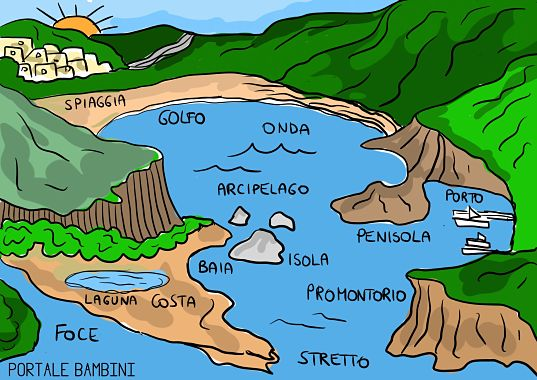 SPIAGGIA
GOLFO
ONDA
ARCIPELAGO
PORTO
PENISOLA
ISOLA
BAIA
LAGUNA
COSTA
PROMONTORIO
FOCE
STRETTO
PORTALE BAMBINI